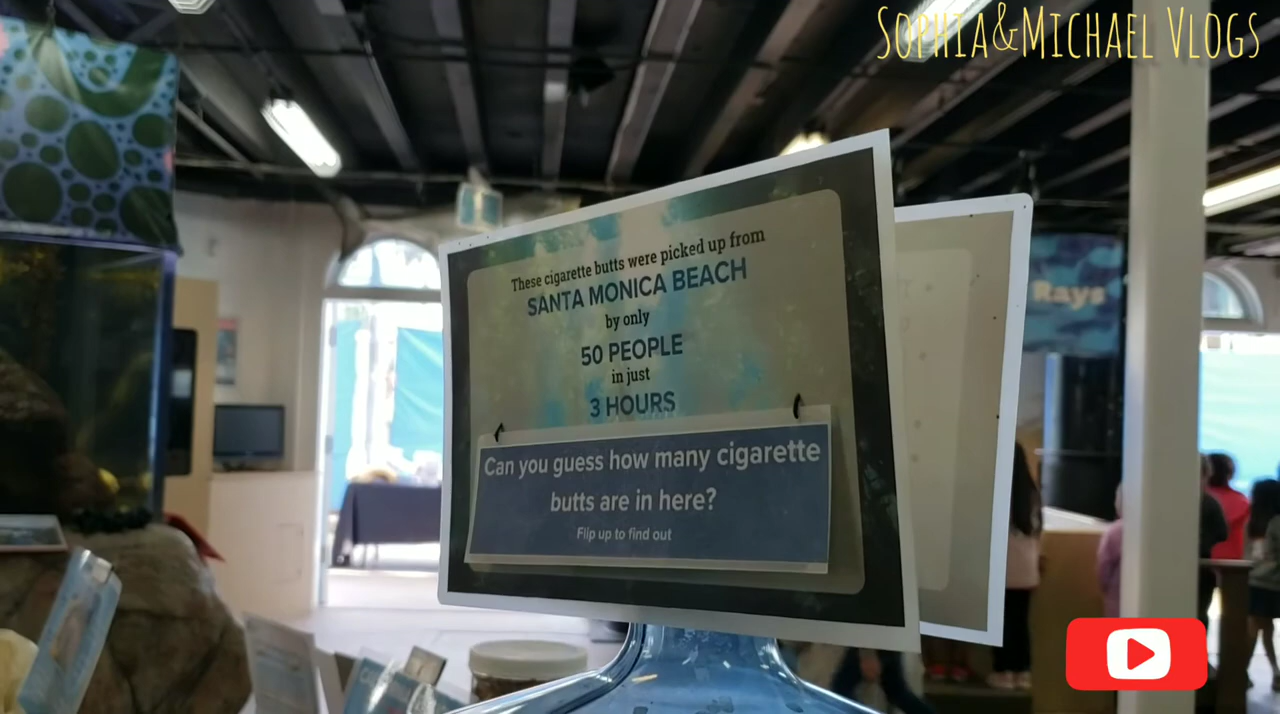 SOPHIA&MICHAEL VLOGS
These cigarette butts were picked up from
SANTA MONICA BEACH
by only
50 PEOPLE
in just
3 HOURS
Can you guess how many cigarette
butts are in here?
Flip up to find out
Rays